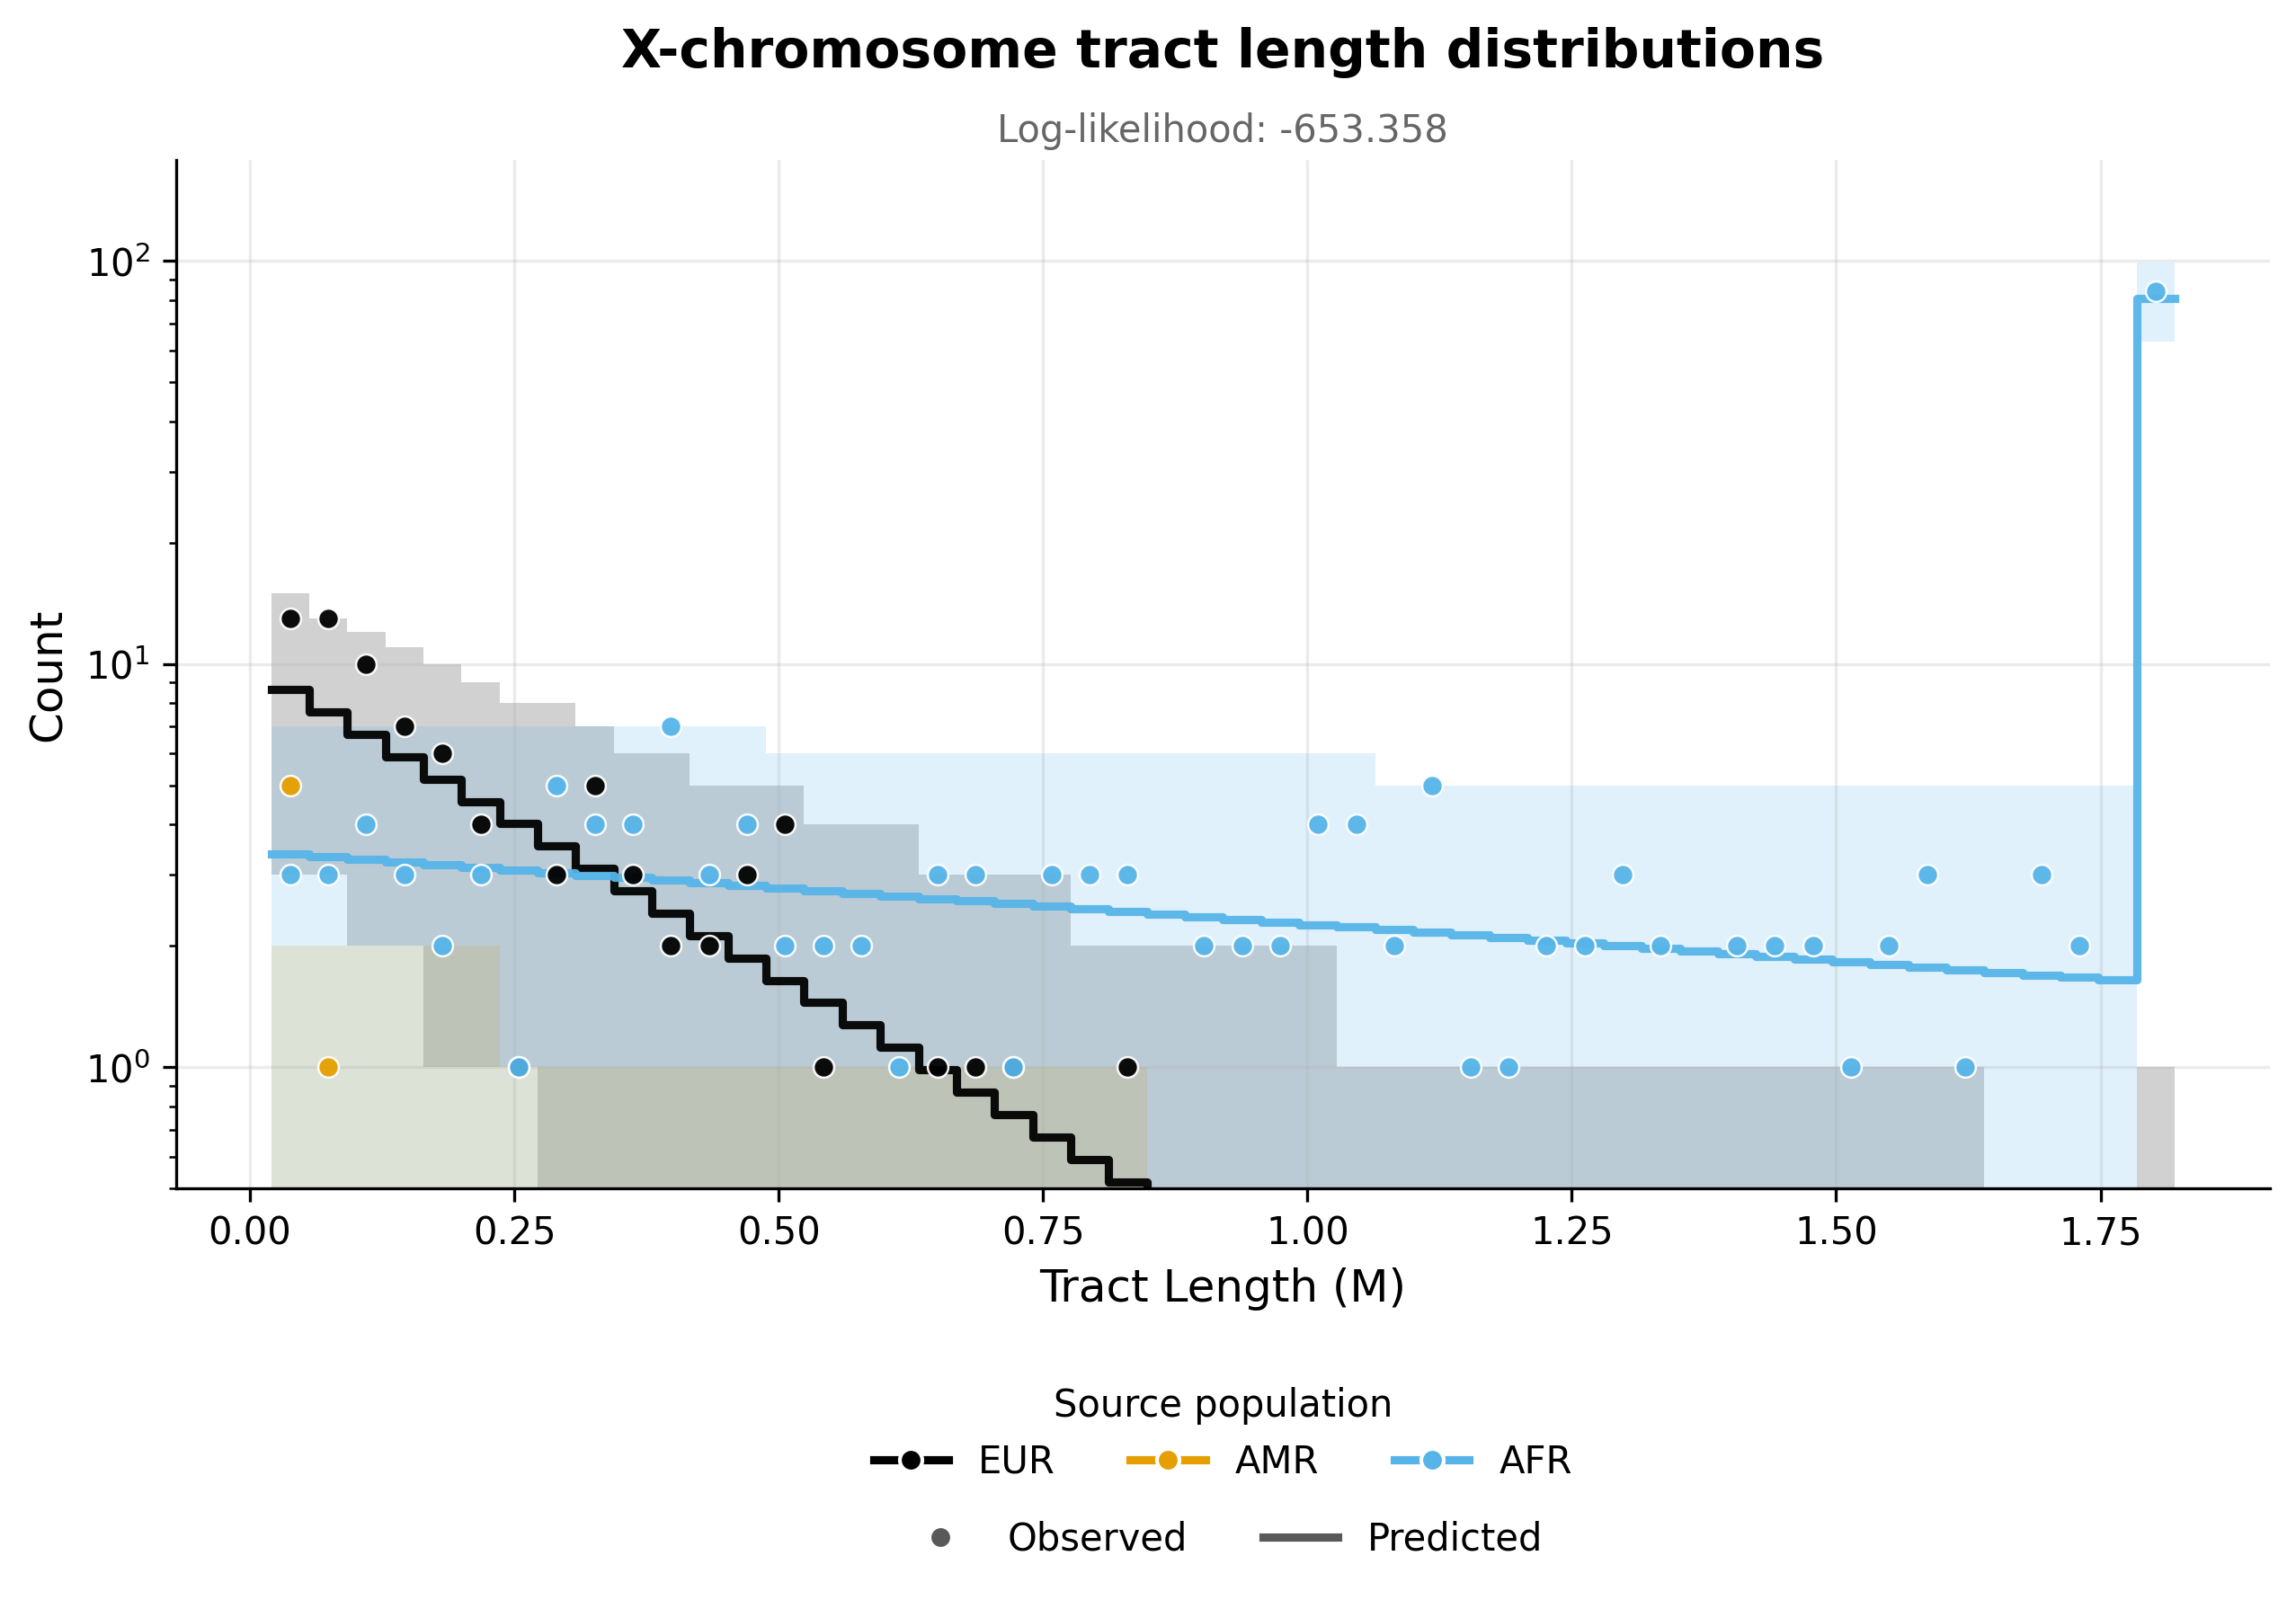 X-chromosome tract length distributions
Log-likelihood: -653.358
Count
10²
10¹
10⁰
0.00 0.25 0.50 0.75 1.00 1.25 1.50 1.75
Tract Length (M)
Source population
EUR AMR AFR
Observed Predicted